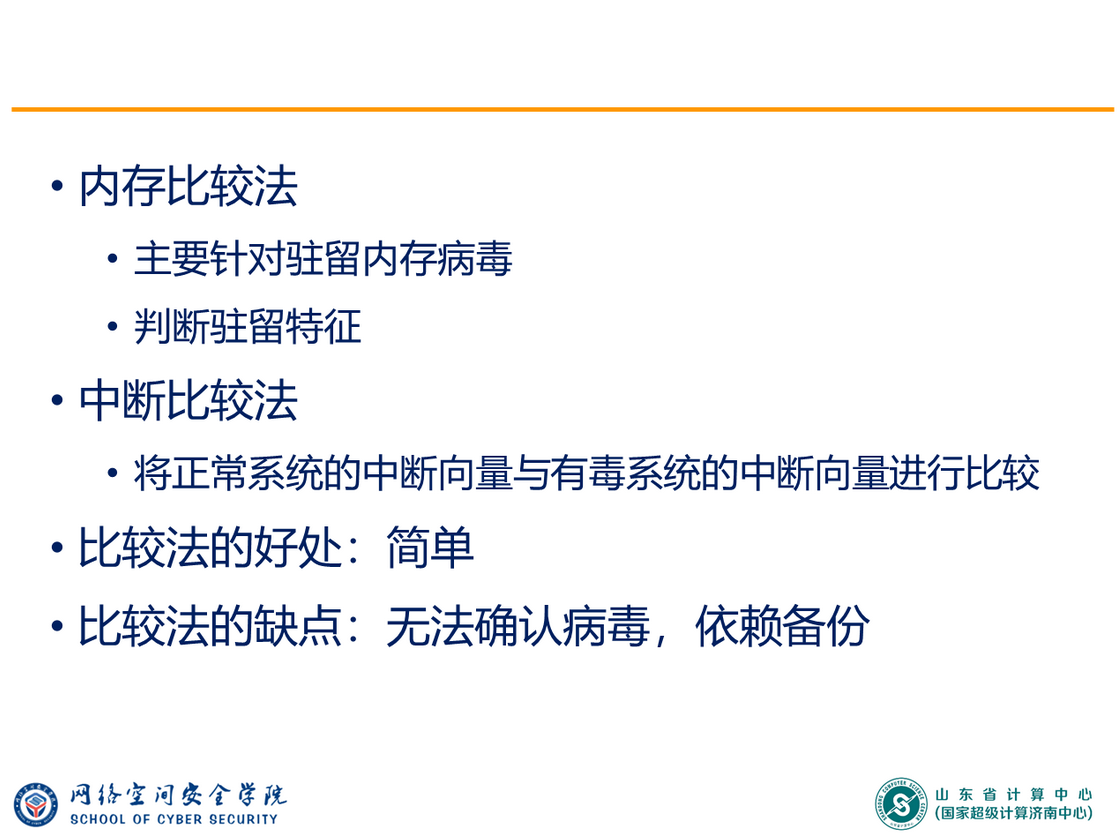 • 内存比较法
• 主要针对驻留内存病毒
• 判断驻留特征
• 中断比较法
• 将正常系统的中断向量与有毒系统的中断向量进行比较
• 比较法的好处：简单
• 比较法的缺点：无法确认病毒，依赖备份
网络空间安全学院
SCHOOL OF CYBER SECURITY
山东省计算中心
(国家超级计算济南中心)